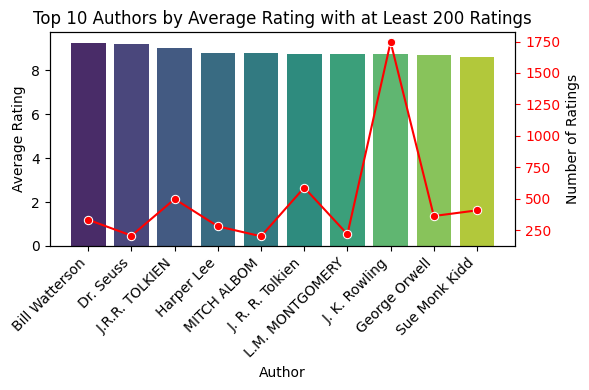 Top 10 Authors by Average Rating with at Least 200 Ratings
Average Rating
8
6
4
2
0
1750
1500
1250
1000
750
500
250
Number of Ratings
Bill Watterson
Dr. Seuss
J.R.R. TOLKIEN
Harper Lee
MITCH ALBOM
J. R. R. Tolkien
L.M. MONTGOMERY
J. K. Rowling
George Orwell
Sue Monk Kidd
Author